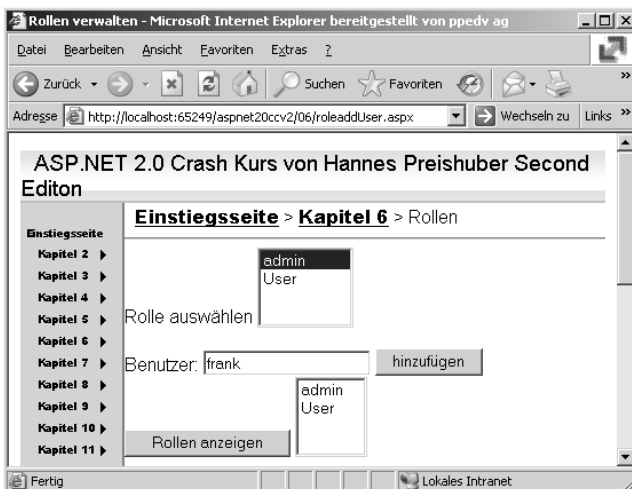 Rollen verwalten - Microsoft Internet Explorer bereitgestellt von ppedv ag
Datei Bearbeiten Ansicht Favoriten Extras ?
Zurück Suchen Favoriten »
Adresse http://localhost:65249/aspnet20ccv2/06/roleaddUser.aspx Wechseln zu Links »
ASP.NET 2.0 Crash Kurs von Hannes Preishuber Second
Editon
Einstiegsseite > Kapitel 6 > Rollen
Einstiegsseite
Kapitel 2
Kapitel 3
Kapitel 4
Kapitel 5
Kapitel 6
Kapitel 7
Kapitel 8
Kapitel 9
Kapitel 10
Kapitel 11
admin
User
Rolle auswählen
Benutzer: frank hinzufügen
admin
User
Rollen anzeigen
Fertig Lokales Intranet